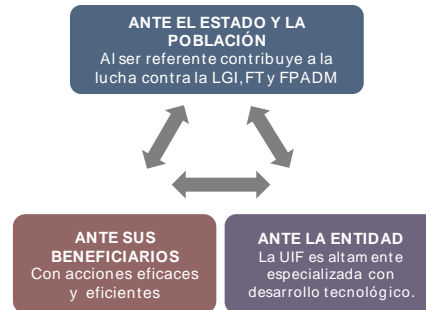 ANTE EL ESTADO Y LA
POBLACIÓN
Al ser referente contribuye a la
lucha contra la LGI, FT y FPADM
ANTE SUS
BENEFICIARIOS
Con acciones eficaces
y eficientes
ANTE LA ENTIDAD
La UIF es altamente
especializada con
desarrollo tecnológico.